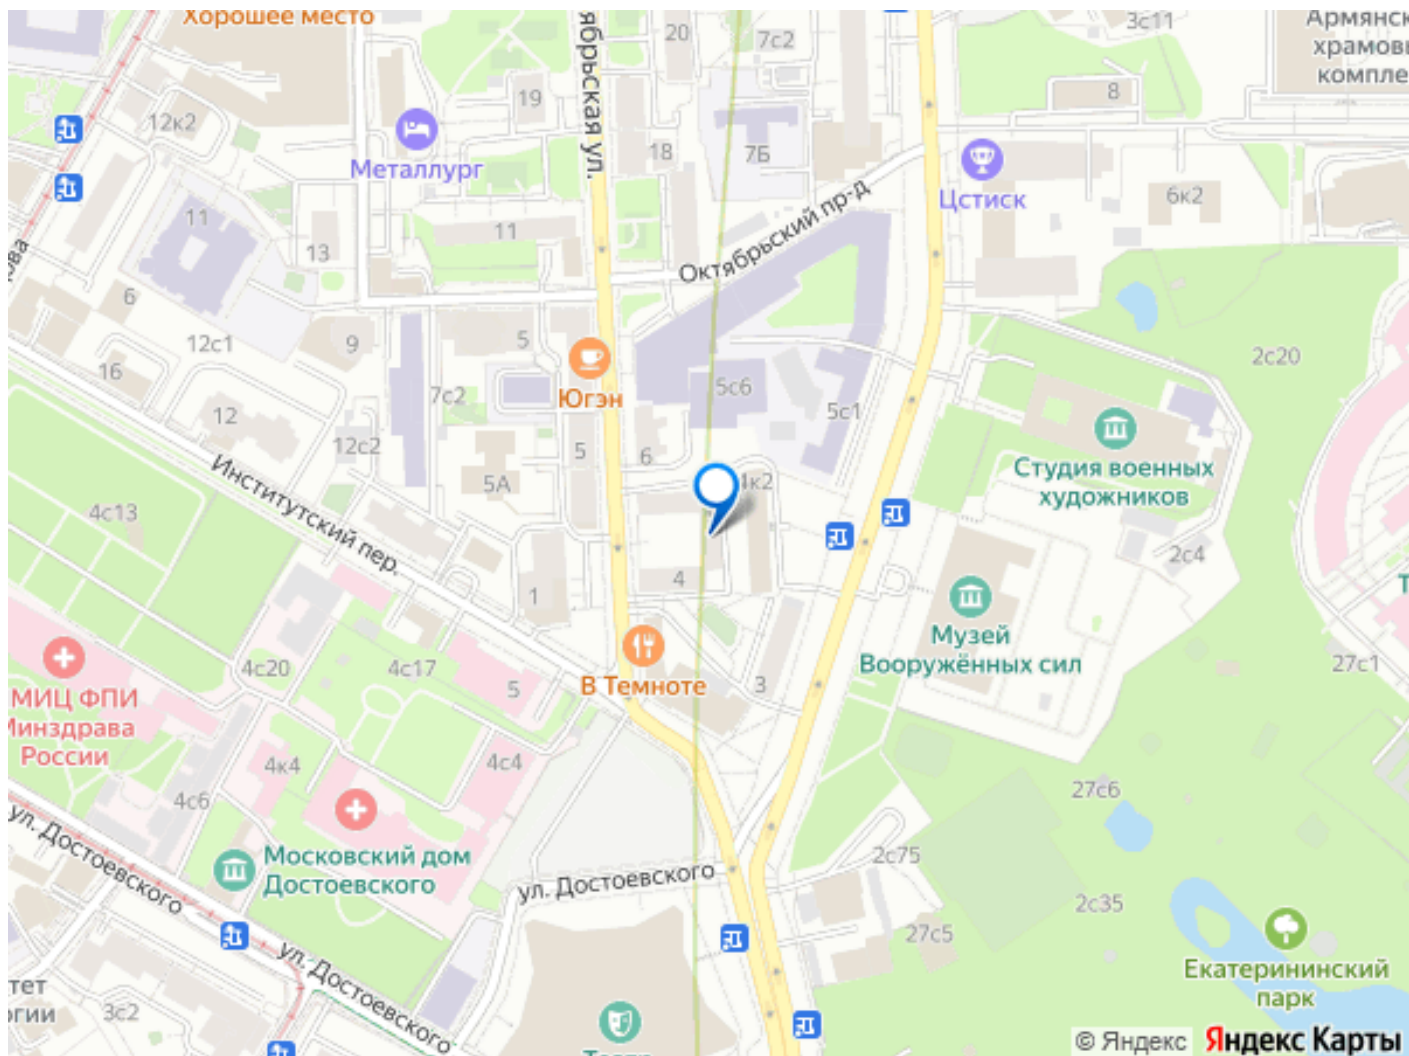 Хорошее место
20
7с2
3с11
храмовы
компле
ябрьская ул.
19
8
12к2
Металлург
18
7Б
Цстиск
6к2
11
11
13
Октябрьский пр-д
6
12с1
9
5
2с20
16
7с2
Югэн
5с6
5с1
12
12с2
5
6
Студия военных
художников
Институтский пер.
5А
4с13
2с4
4
1
Музей
Вооружённых сил
27с1
МИЦ ФПИ
Минздрава
России
4с20
4с17
5
В Темноте
3
4к4
4с4
4с6
27с6
ул. Достоевского
Московский дом
Достоевского
ул. Достоевского
2с75
2с35
27с5
ул. Достоевского
Екатерининский
парк
3с2
© Яндекс Яндекс Карты